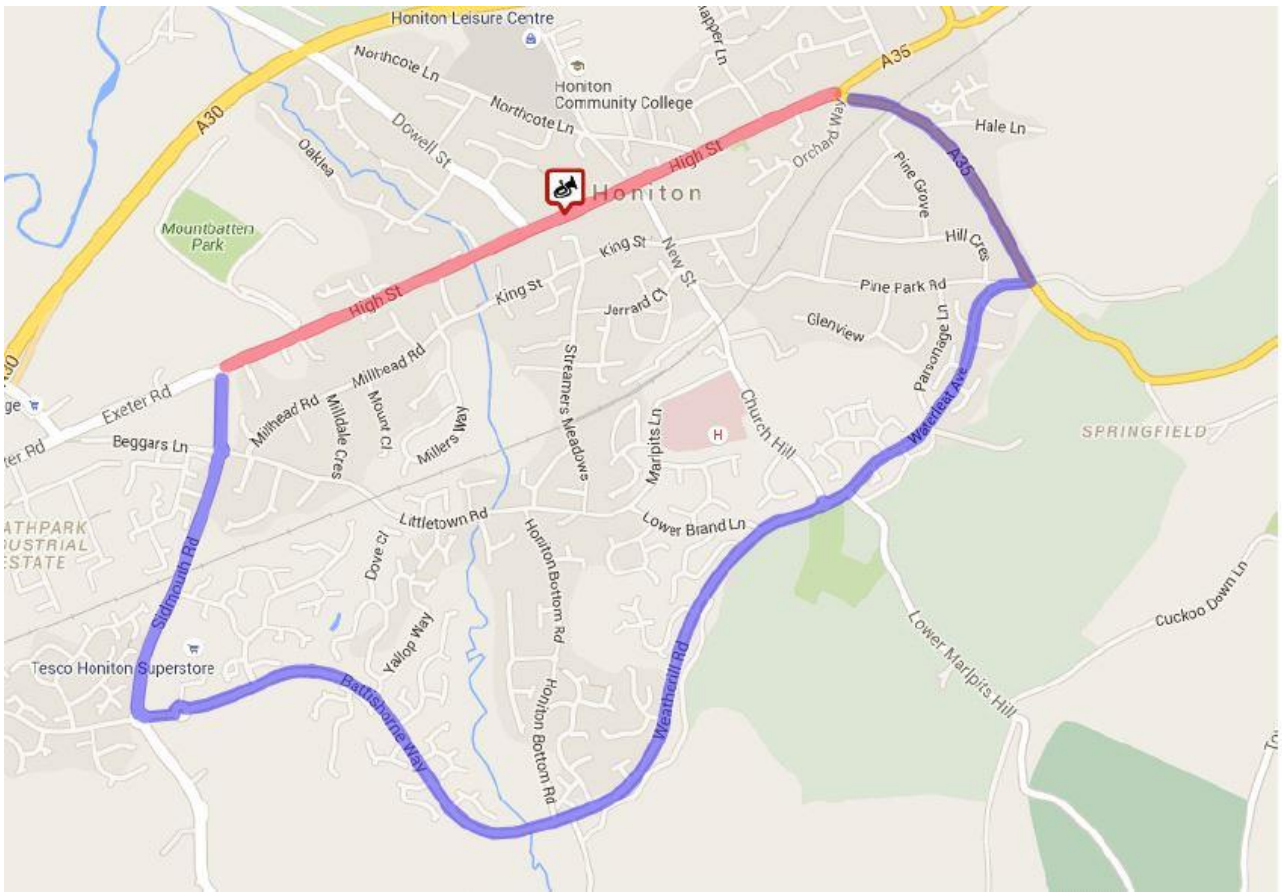 Honiton Leisure Centre
Northcote Ln
A35
A30
Honiton
Community College
Northcote Ln
Dowell St
Oaklea
High St
Orchard Way
Hale Ln
A35
Honiton
Pine Grove
Mountbatten
Park
King St
New St
Hill Cres
High St
King St
Jerrard Cl
Pine Park Rd
Glenview
Parsonage Ln
Streamers Meadows
Millhead Rd
Exeter Rd
Millhead Rd
Milldale Cres
Mount Cl
Millers Way
Marlpits Ln
H
Church Hill
Waterleat Ave
SPRINGFIELD
Beggars Ln
Littletown Rd
Lower Brand Ln
Dove Cl
Honiton Bottom Rd
Sidmouth Rd
Yallop Way
Cuckoo Down Ln
Tesco Honiton Superstore
Battishorne Way
Honiton Bottom Rd
Weatherill Rd
Lower Marlpits Hill